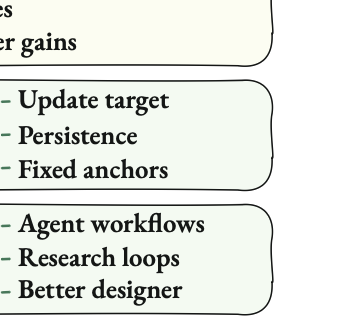 es
er gains
- Update target
- Persistence
- Fixed anchors
- Agent workflows
- Research loops
- Better designer